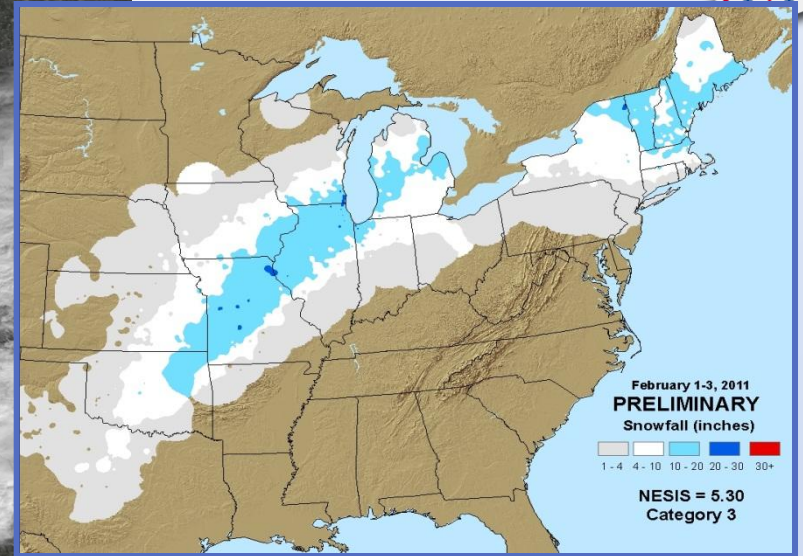 February 1-3, 2011
PRELIMINARY
Snowfall (inches)
1 - 4 4 - 10 10 - 20 20 - 30 30+
NESIS = 5.30
Category 3